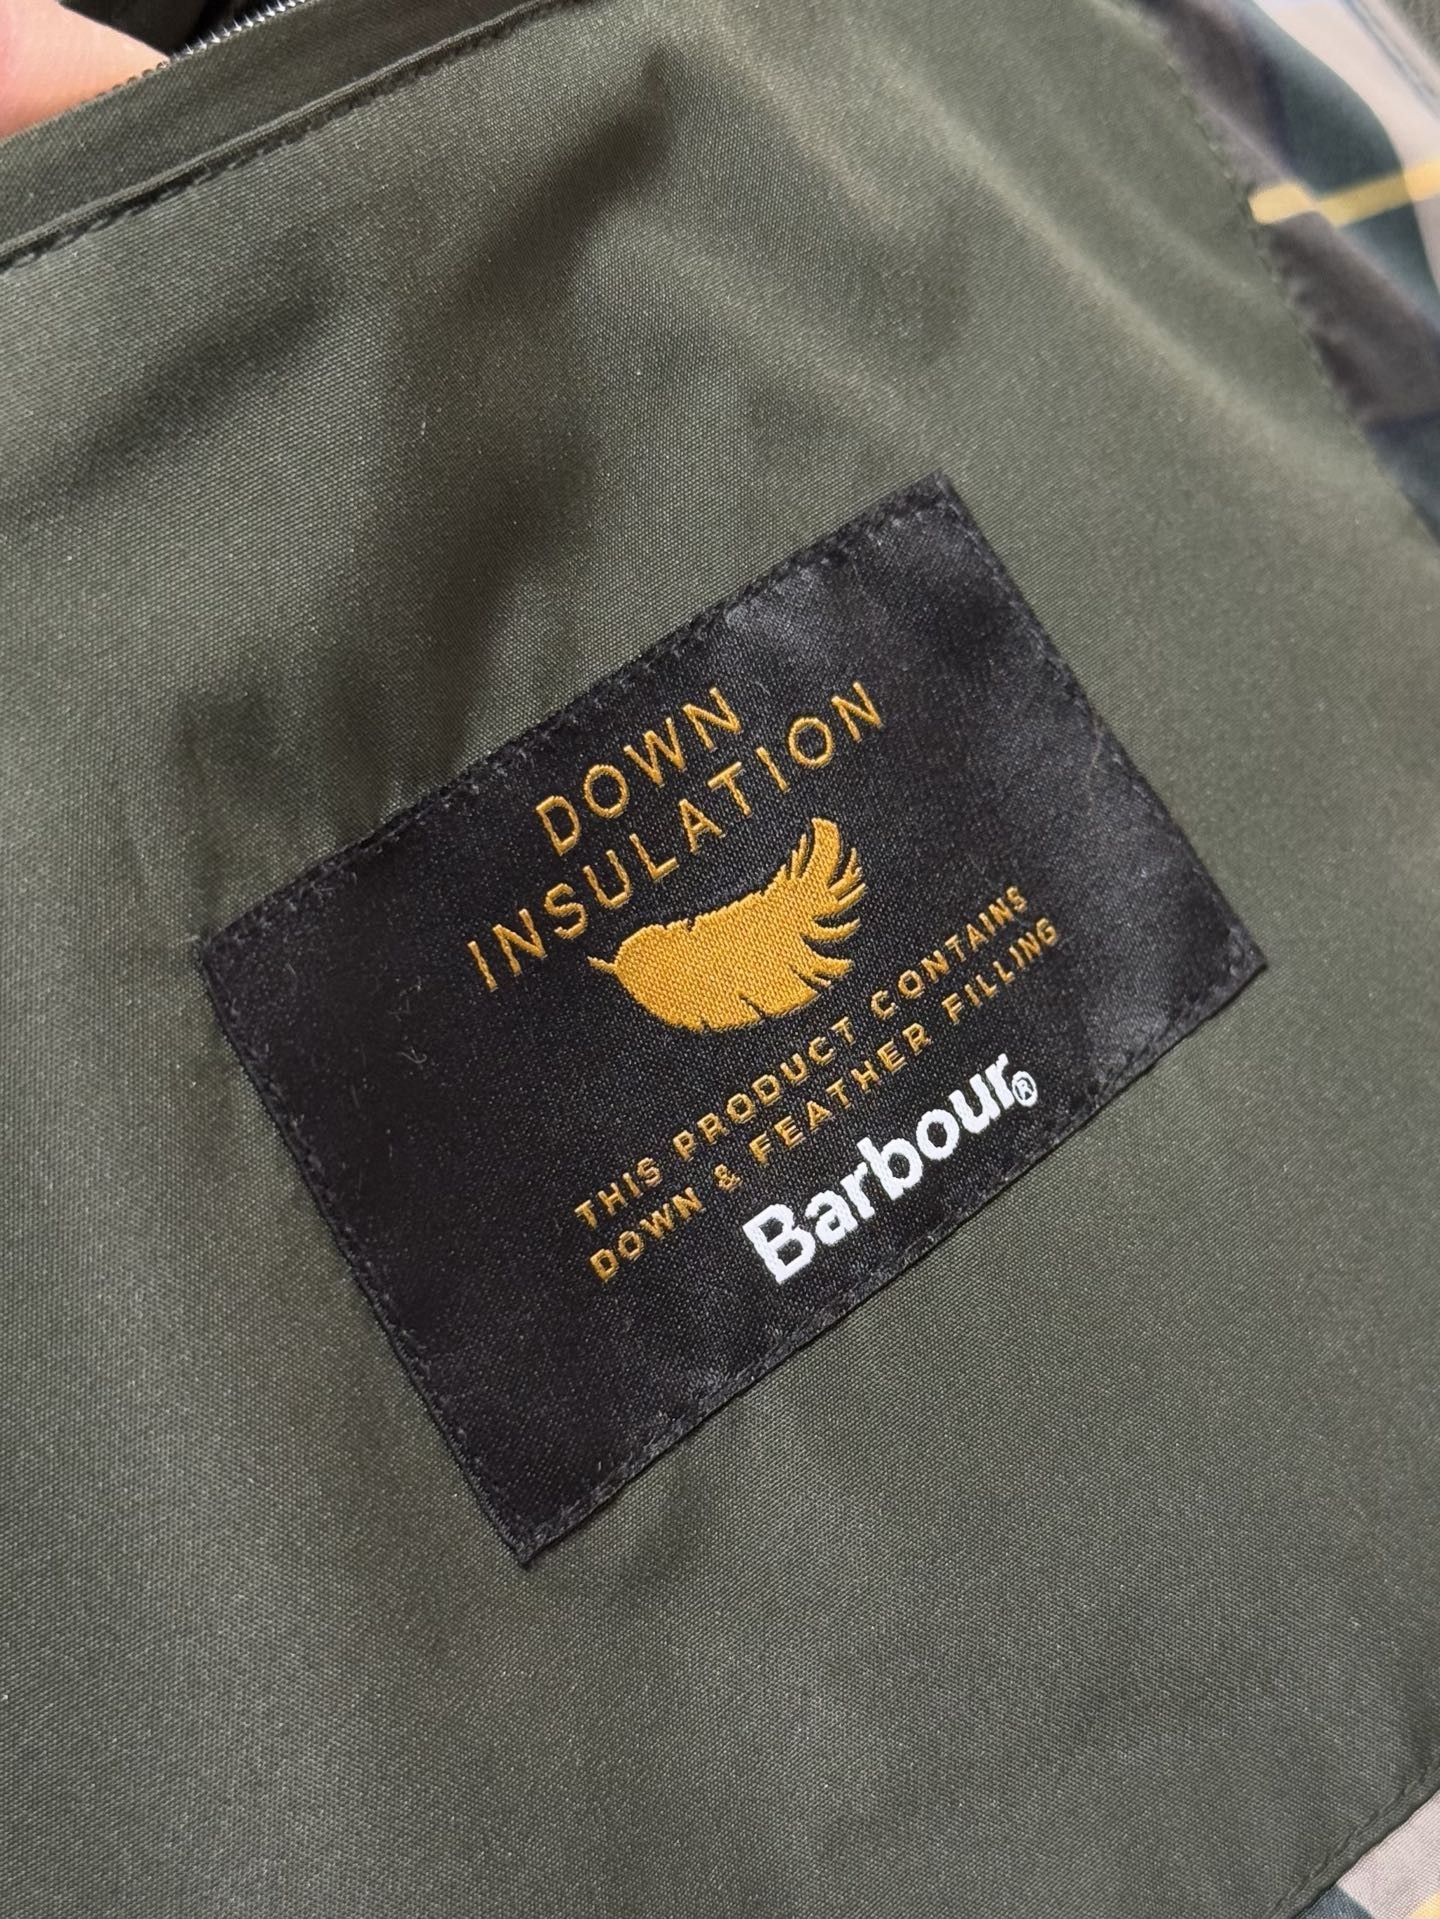 DOWN
INSULATION
THIS PRODUCT CONTAINS
DOWN & FEATHER FILLING
Barbour®